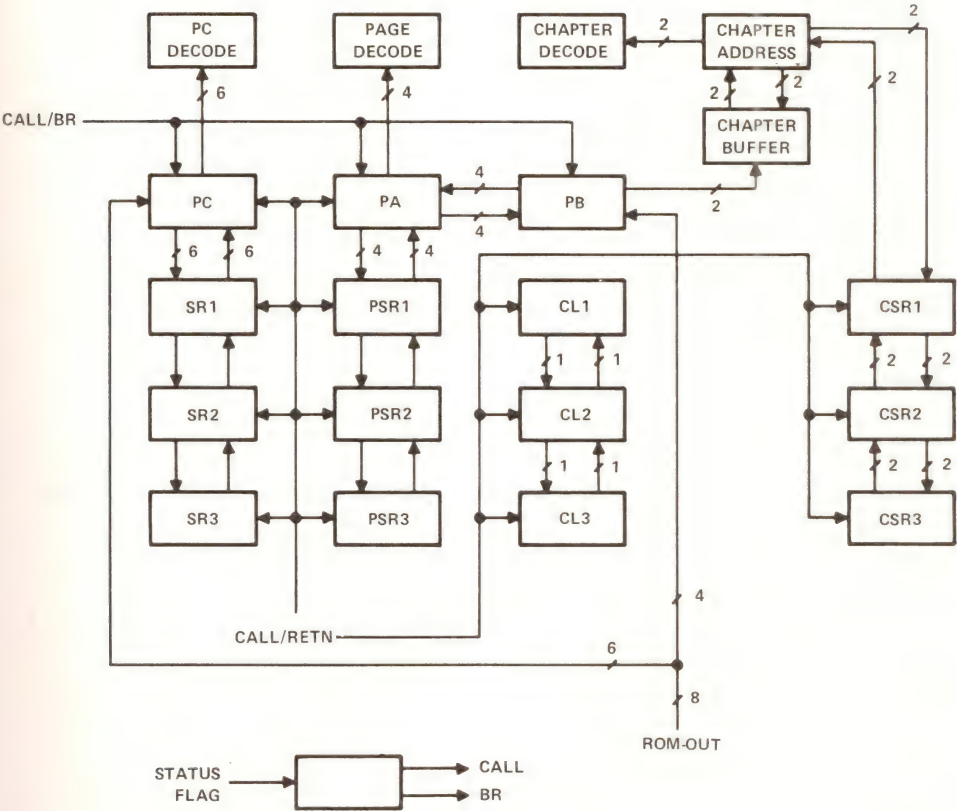 PC
DECODE
PAGE
DECODE
CHAPTER
DECODE
2
CHAPTER
ADDRESS
2
6
4
2
2
2
CALL/BR
CHAPTER
BUFFER
PC
PA
4
4
PB
2
6
6
4
4
SR1
PSR1
CL1
CSR1
1
1
2
2
SR2
PSR2
CL2
CSR2
1
1
2
2
SR3
PSR3
CL3
CSR3
4
CALL/RETN
6
8
ROM-OUT
STATUS
FLAG
CALL
BR